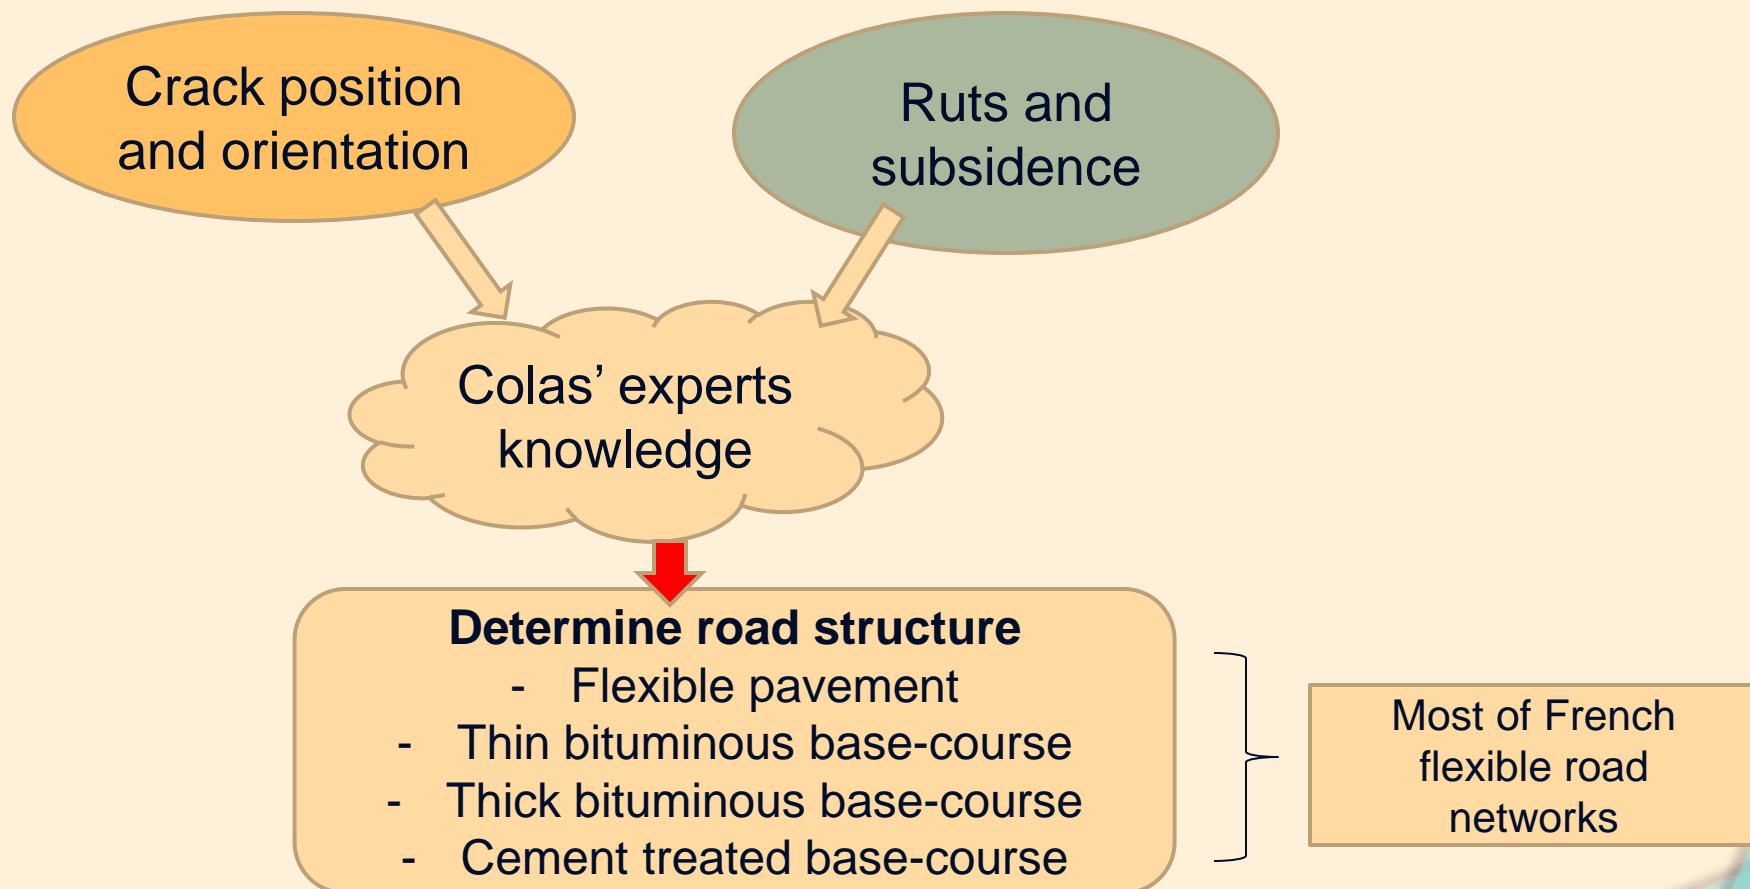 Crack position
and orientation
Ruts and
subsidence
Colas’ experts
knowledge
Determine road structure
- Flexible pavement
- Thin bituminous base-course
- Thick bituminous base-course
- Cement treated base-course
Most of French
flexible road
networks